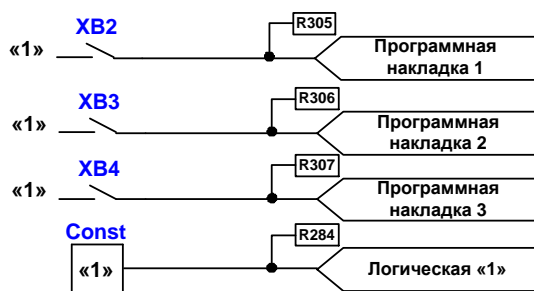 XB2
R305
«1»
Программная
накладка 1
XB3
R306
«1»
Программная
накладка 2
XB4
R307
«1»
Программная
накладка 3
Const
R284
«1»
Логическая «1»